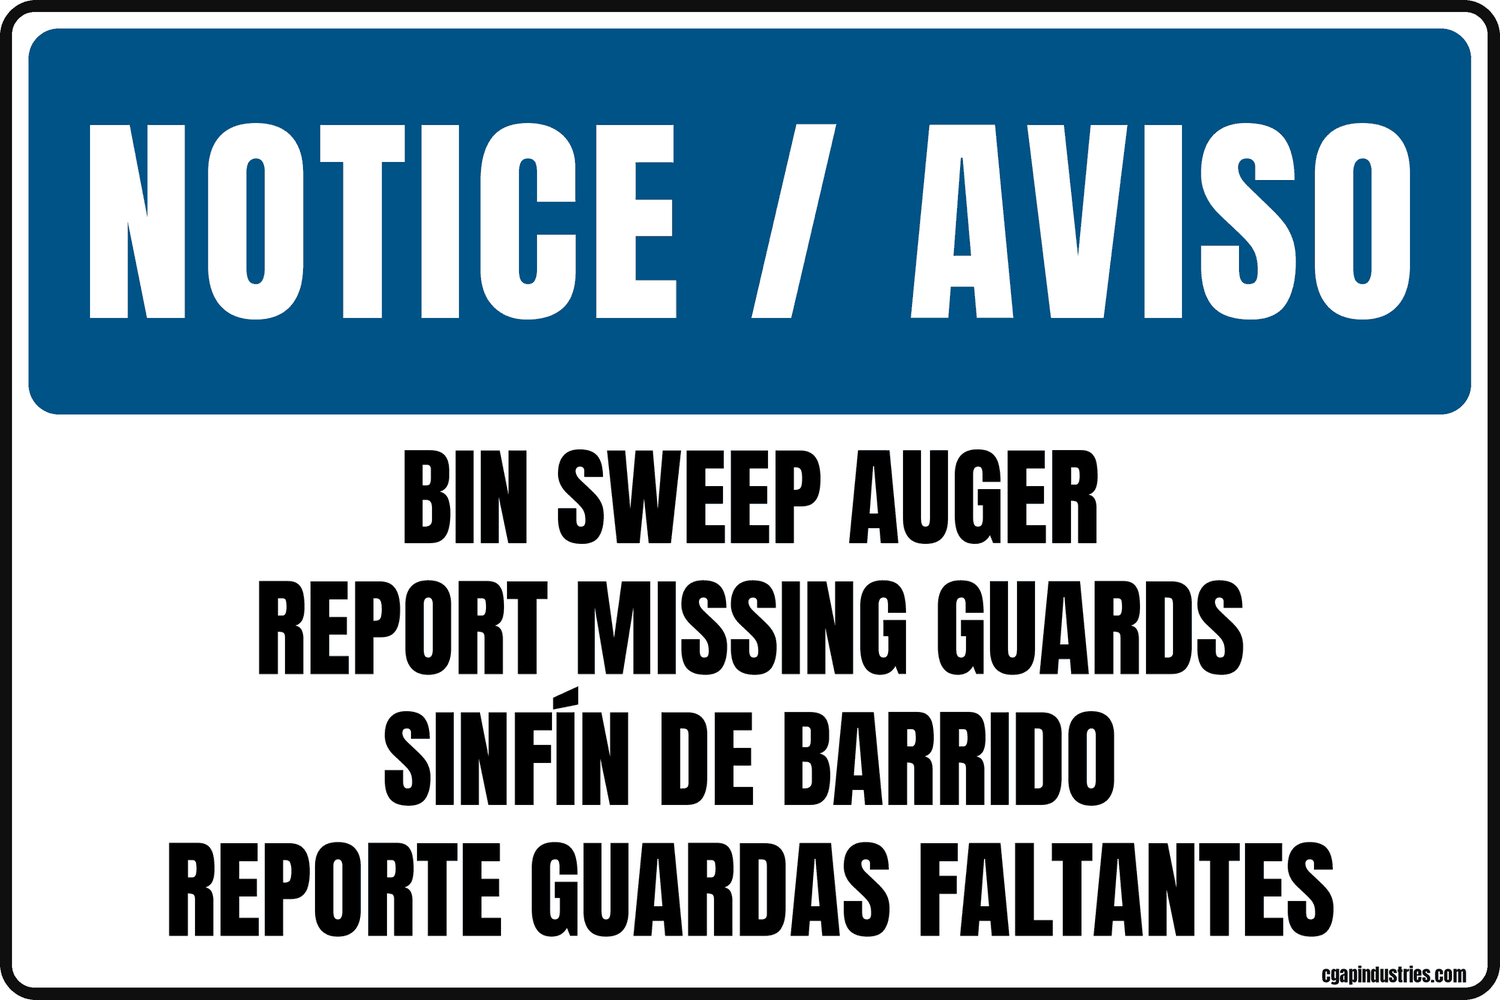 NOTICE / AVISO
BIN SWEEP AUGER
REPORT MISSING GUARDS
SINFÍN DE BARRIDO
REPORTE GUARDAS FALTANTES
cgapindustries.com